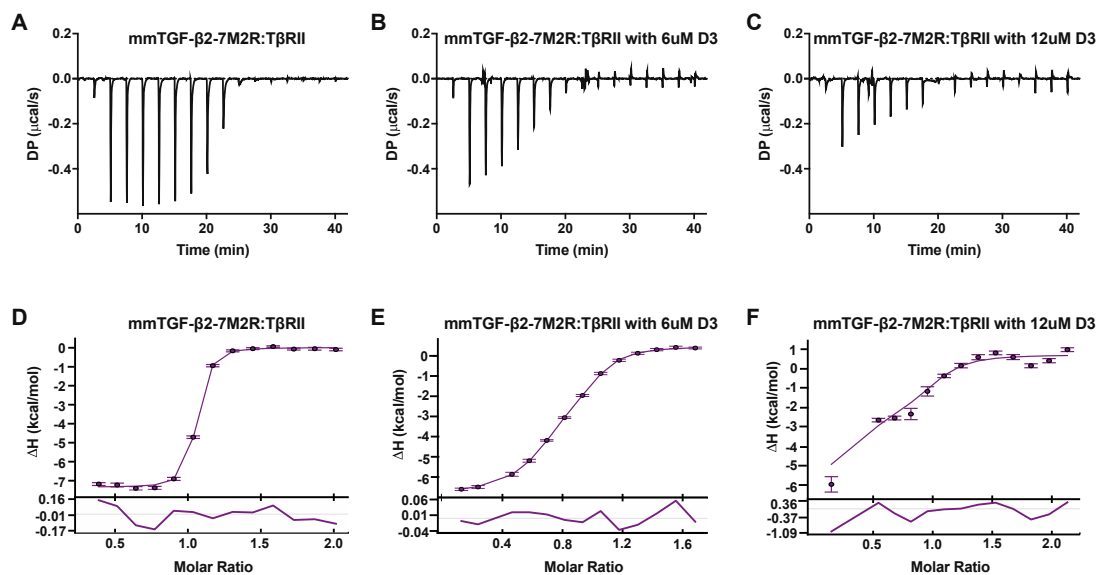 A
mmTGF-β2-7M2R:TβRII
0.2
0.0
-0.2
-0.4
DP (μcal/s)
0
10
20
30
40
Time (min)
B
mmTGF-β2-7M2R:TβRII with 6uM D3
0.2
0.0
-0.2
-0.4
DP (μcal/s)
0
10
20
30
40
Time (min)
C
mmTGF-β2-7M2R:TβRII with 12uM D3
0.2
0.0
-0.2
-0.4
DP (μcal/s)
0
10
20
30
40
Time (min)
D
mmTGF-β2-7M2R:TβRII
0
-1
-2
-3
-4
-5
-6
-7
ΔH (kcal/mol)
0.16
-0.01
-0.17
0.5
1.0
1.5
2.0
Molar Ratio
E
mmTGF-β2-7M2R:TβRII with 6uM D3
0
-1
-2
-3
-4
-5
-6
ΔH (kcal/mol)
0.06
-0.01
-0.04
0.4
0.8
1.2
1.6
Molar Ratio
F
mmTGF-β2-7M2R:TβRII with 12uM D3
1
0
-1
-2
-3
-4
-5
-6
ΔH (kcal/mol)
0.36
-0.37
-1.09
0.5
1.0
1.5
2.0
Molar Ratio